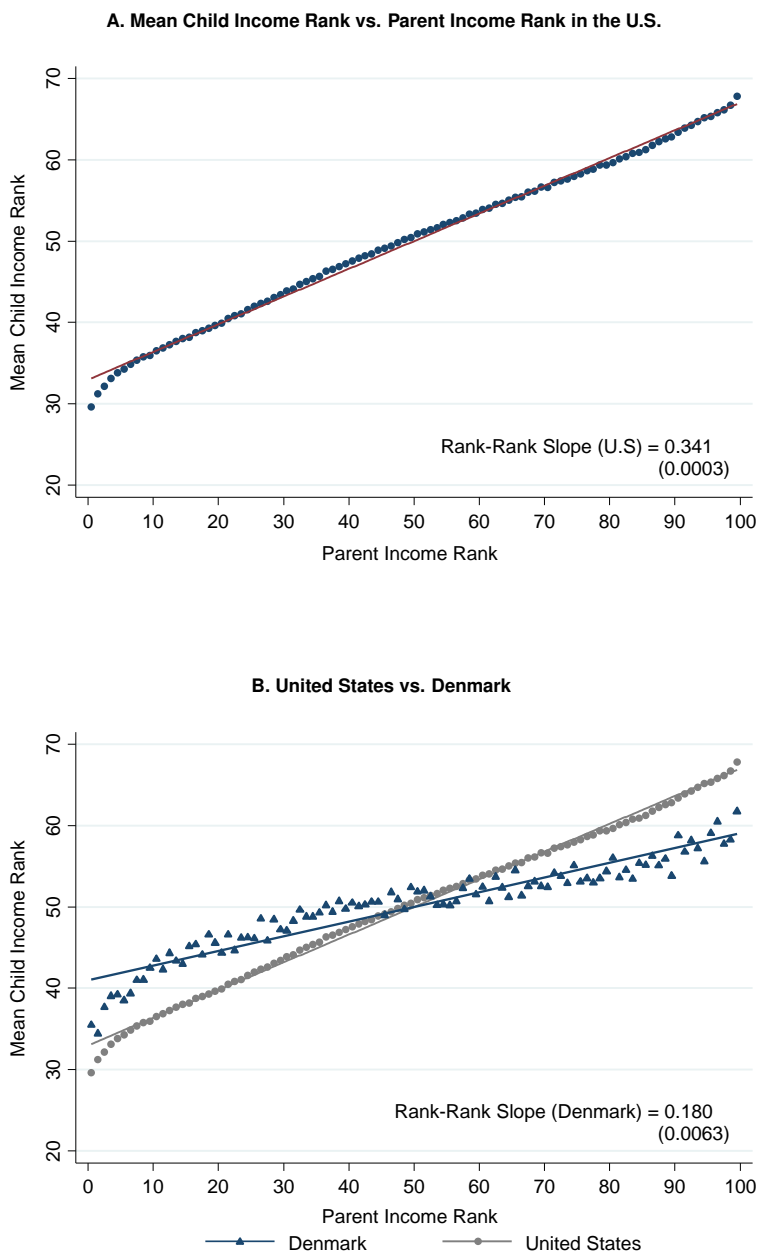 A. Mean Child Income Rank vs. Parent Income Rank in the U.S.
Mean Child Income Rank
70
60
50
40
30
20
Rank-Rank Slope (U.S) = 0.341
(0.0003)
0 10 20 30 40 50 60 70 80 90 100
Parent Income Rank
B. United States vs. Denmark
Mean Child Income Rank
70
60
50
40
30
20
Rank-Rank Slope (Denmark) = 0.180
(0.0063)
0 10 20 30 40 50 60 70 80 90 100
Parent Income Rank
Denmark United States